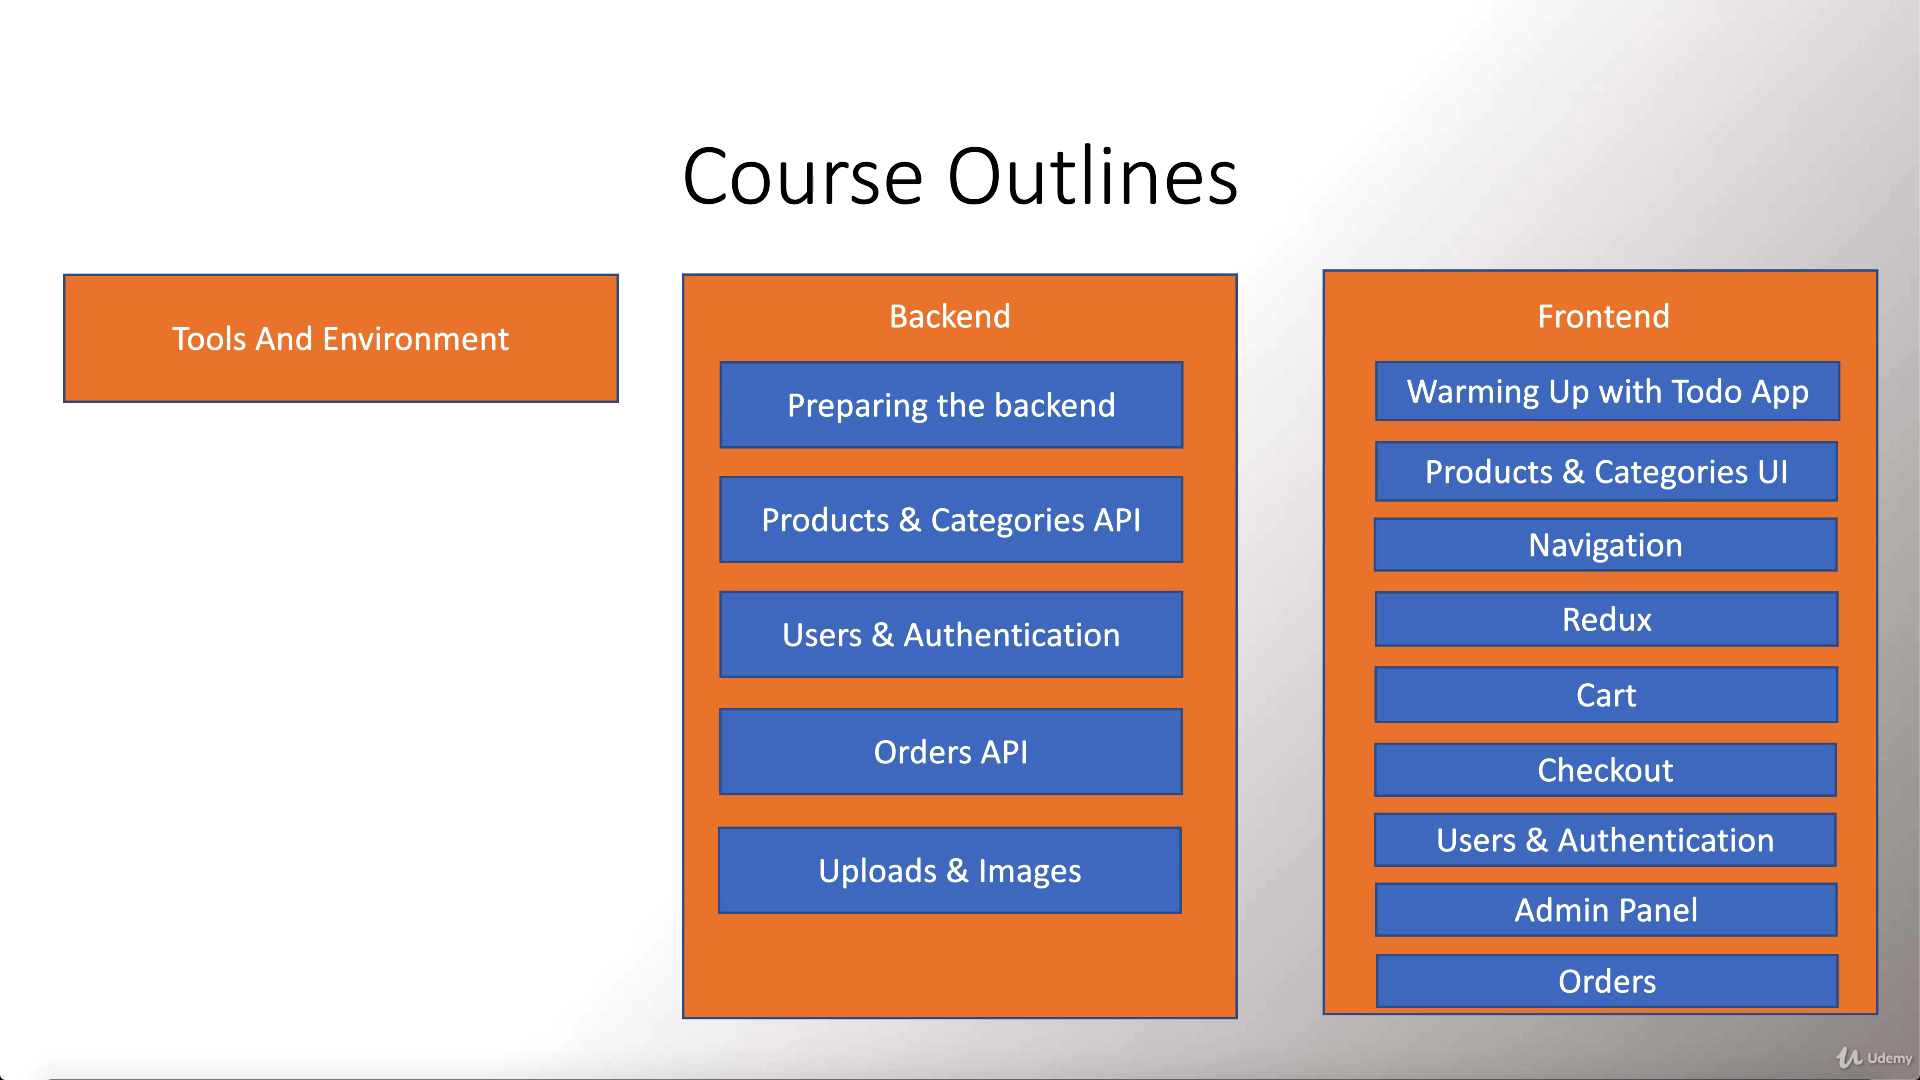 Course Outlines
Tools And Environment
Backend
Preparing the backend
Products & Categories API
Users & Authentication
Orders API
Uploads & Images
Frontend
Warming Up with Todo App
Products & Categories UI
Navigation
Redux
Cart
Checkout
Users & Authentication
Admin Panel
Orders
Udemy